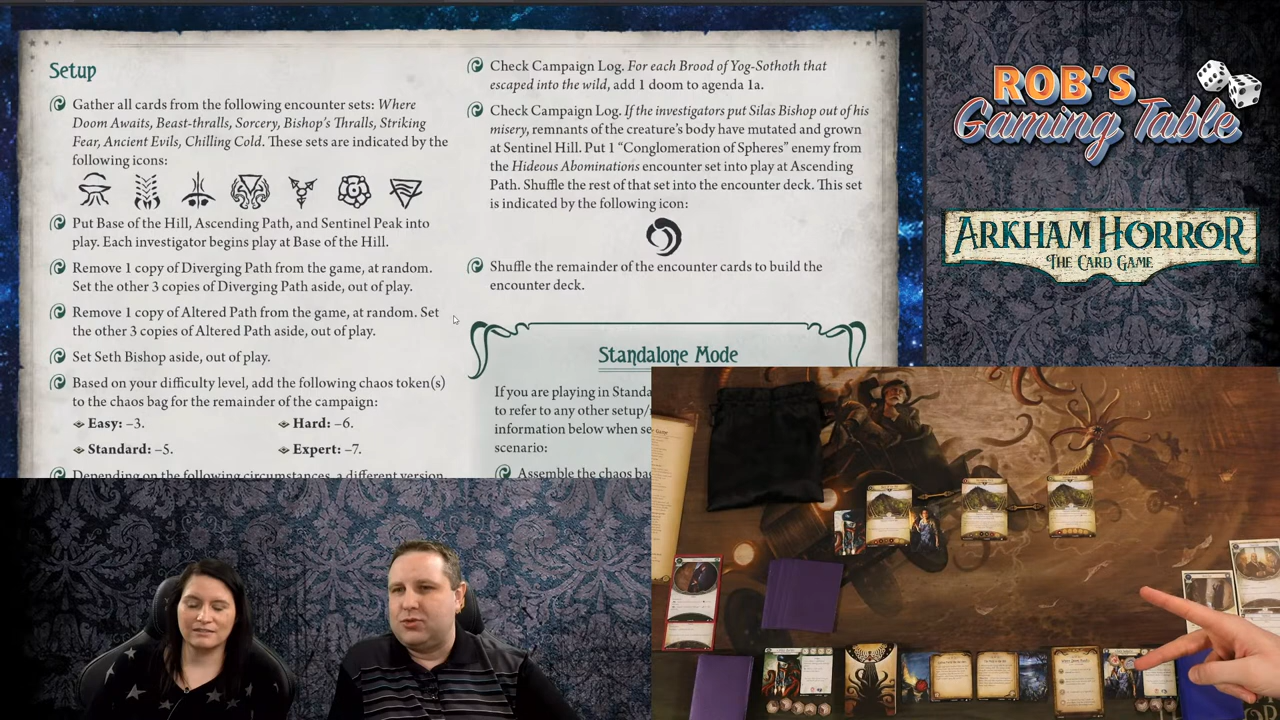 Setup
Gather all cards from the following encounter sets: Where
Doom Awaits, Beast-thralls, Sorcery, Bishop's Thralls, Striking
Fear, Ancient Evils, Chilling Cold. These sets are indicated by the
following icons:
Put Base of the Hill, Ascending Path, and Sentinel Peak into
play. Each investigator begins play at Base of the Hill.
Remove 1 copy of Diverging Path from the game, at random.
Set the other 3 copies of Diverging Path aside, out of play.
Remove 1 copy of Altered Path from the game, at random. Set
the other 3 copies of Altered Path aside, out of play.
Set Seth Bishop aside, out of play.
Based on your difficulty level, add the following chaos token(s)
to the chaos bag for the remainder of the campaign:
Easy: –3.
Hard: –6.
Standard: –5.
Expert: –7.
Depending on the following circumstances, a different version
Check Campaign Log. For each Brood of Yog-Sothoth that
escaped into the wild, add 1 doom to agenda 1a.
Check Campaign Log. If the investigators put Silas Bishop out of his
misery, remnants of the creature's body have mutated and grown
at Sentinel Hill. Put 1 “Conglomeration of Spheres” enemy from
the Hideous Abominations encounter set into play at Ascending
Path. Shuffle the rest of that set into the encounter deck. This set
is indicated by the following icon:
Shuffle the remainder of the encounter cards to build the
encounter deck.
Standalone Mode
If you are playing in Standa
to refer to any other setup/
information below when se
scenario:
Assemble the chaos ba
ROB'S
Gaming Table
ARKHAM HORROR
THE CARD GAME